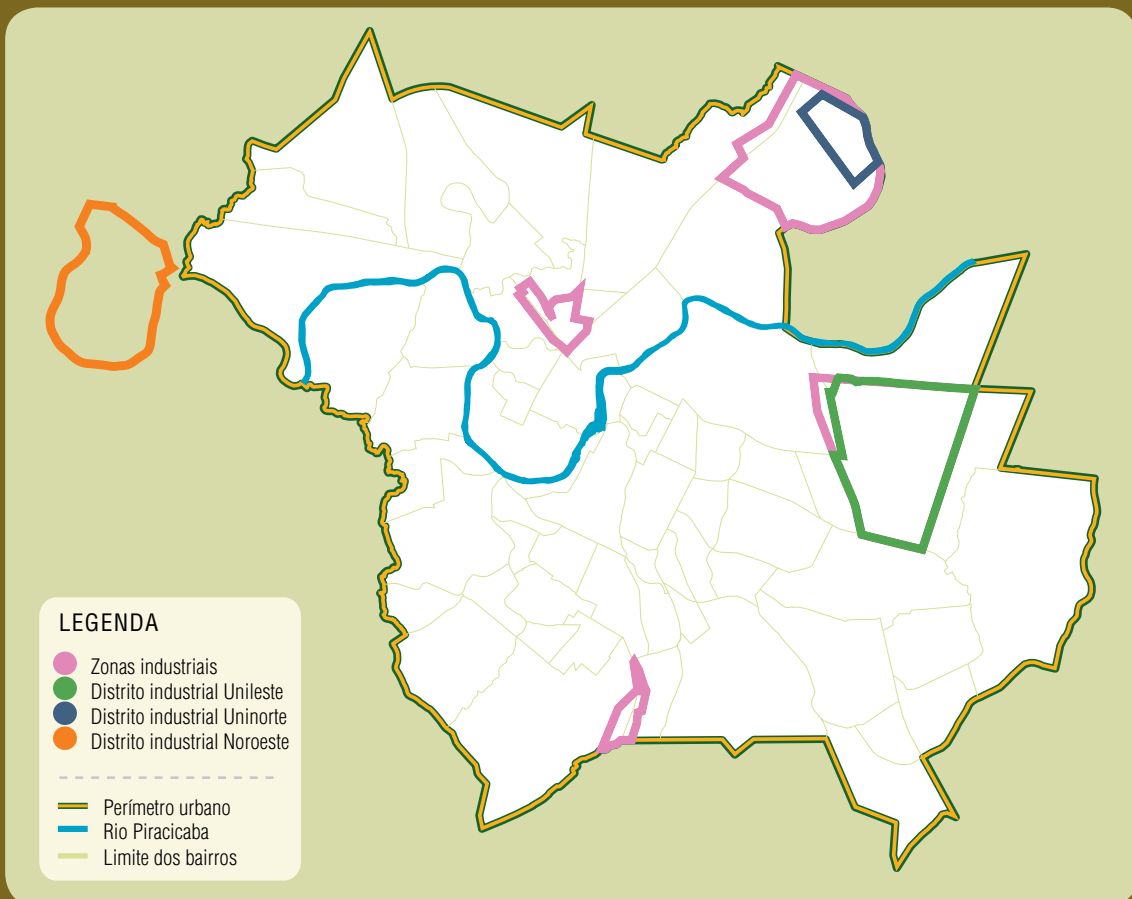 LEGENDA
Zonas industriais
Distrito industrial Unileste
Distrito industrial Uninorte
Distrito industrial Noroeste
Perímetro urbano
Rio Piracicaba
Limite dos bairros